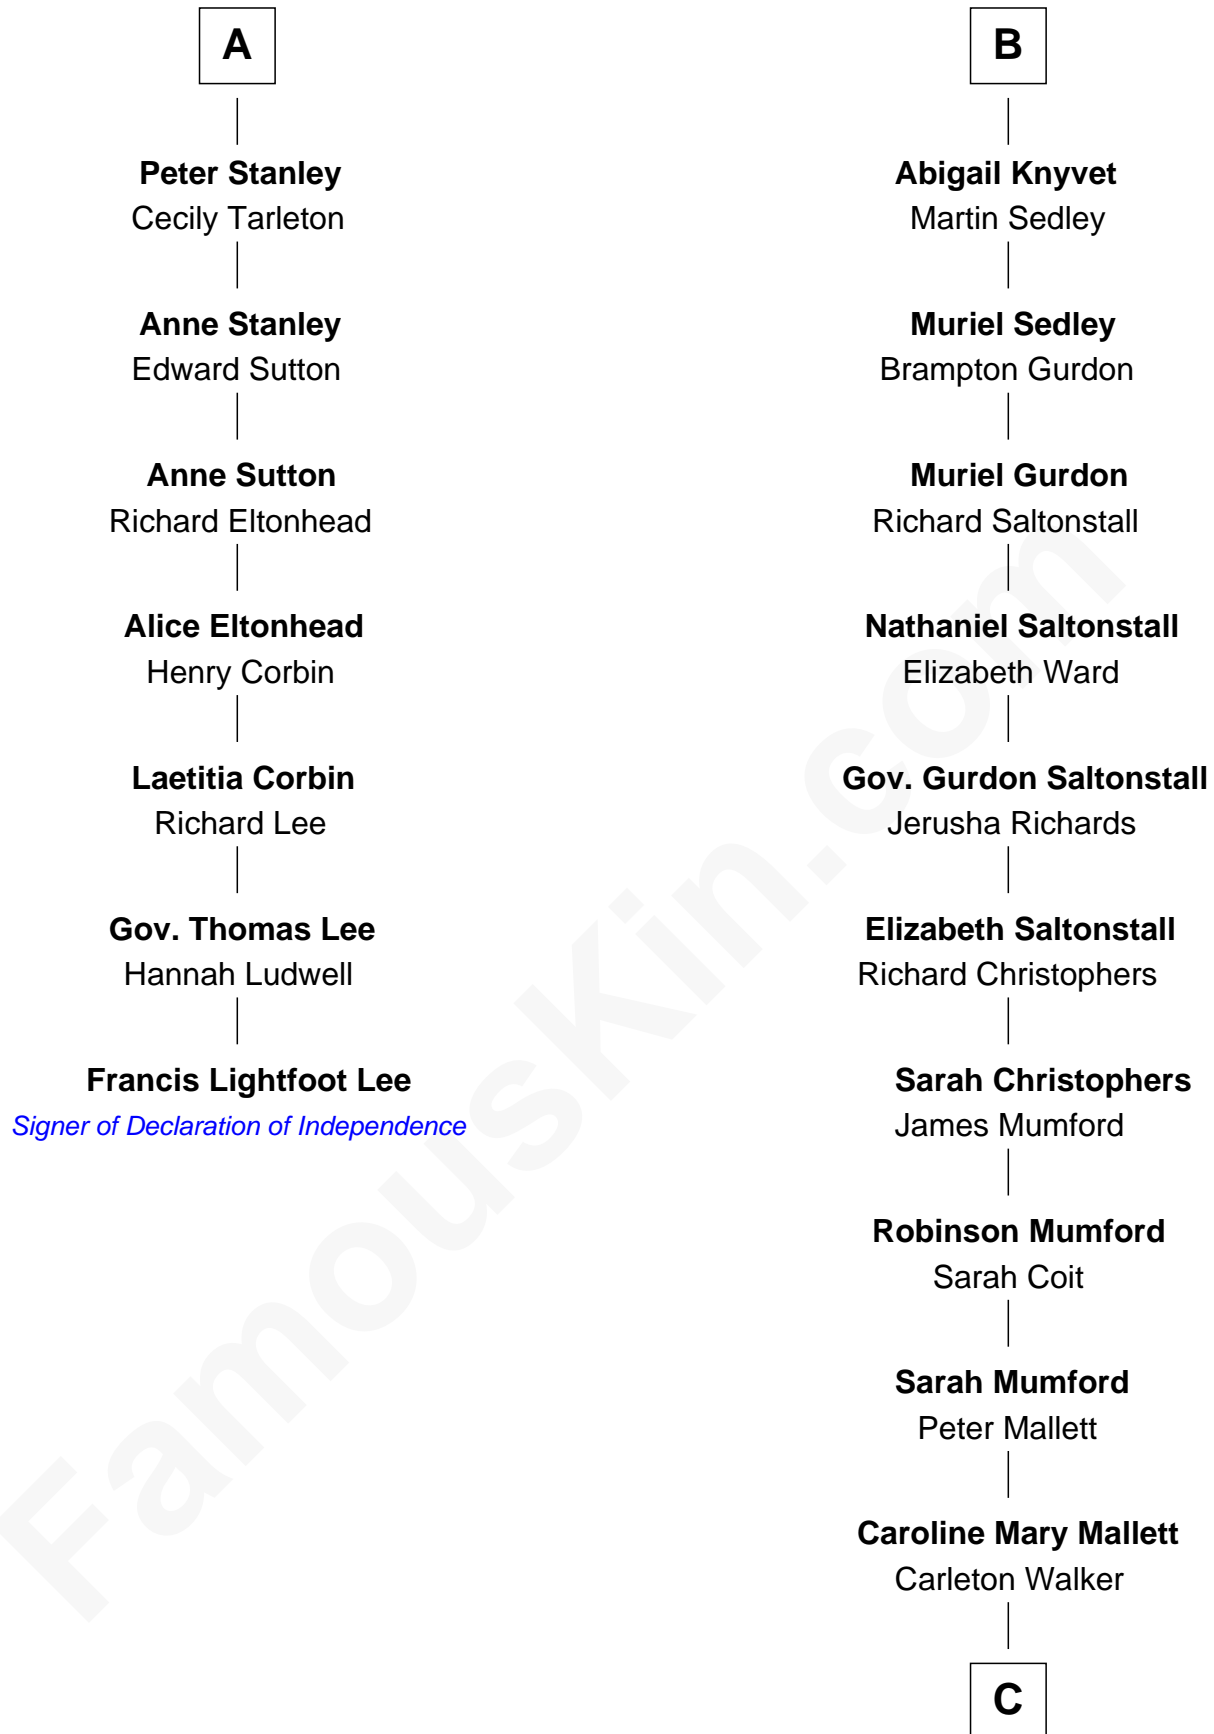 A
Peter Stanley
Cecily Tarleton
Anne Stanley
Edward Sutton
Anne Sutton
Richard Eltonhead
Alice Eltonhead
Henry Corbin
Laetitia Corbin
Richard Lee
Gov. Thomas Lee
Hannah Ludwell
Francis Lightfoot Lee
Signer of Declaration of Independence
B
Abigail Knyvet
Martin Sedley
Muriel Sedley
Brampton Gurdon
Muriel Gurdon
Richard Saltonstall
Nathaniel Saltonstall
Elizabeth Ward
Gov. Gurdon Saltonstall
Jerusha Richards
Elizabeth Saltonstall
Richard Christophers
Sarah Christophers
James Mumford
Robinson Mumford
Sarah Coit
Sarah Mumford
Peter Mallett
Caroline Mary Mallett
Carleton Walker
C
FamousKin.com